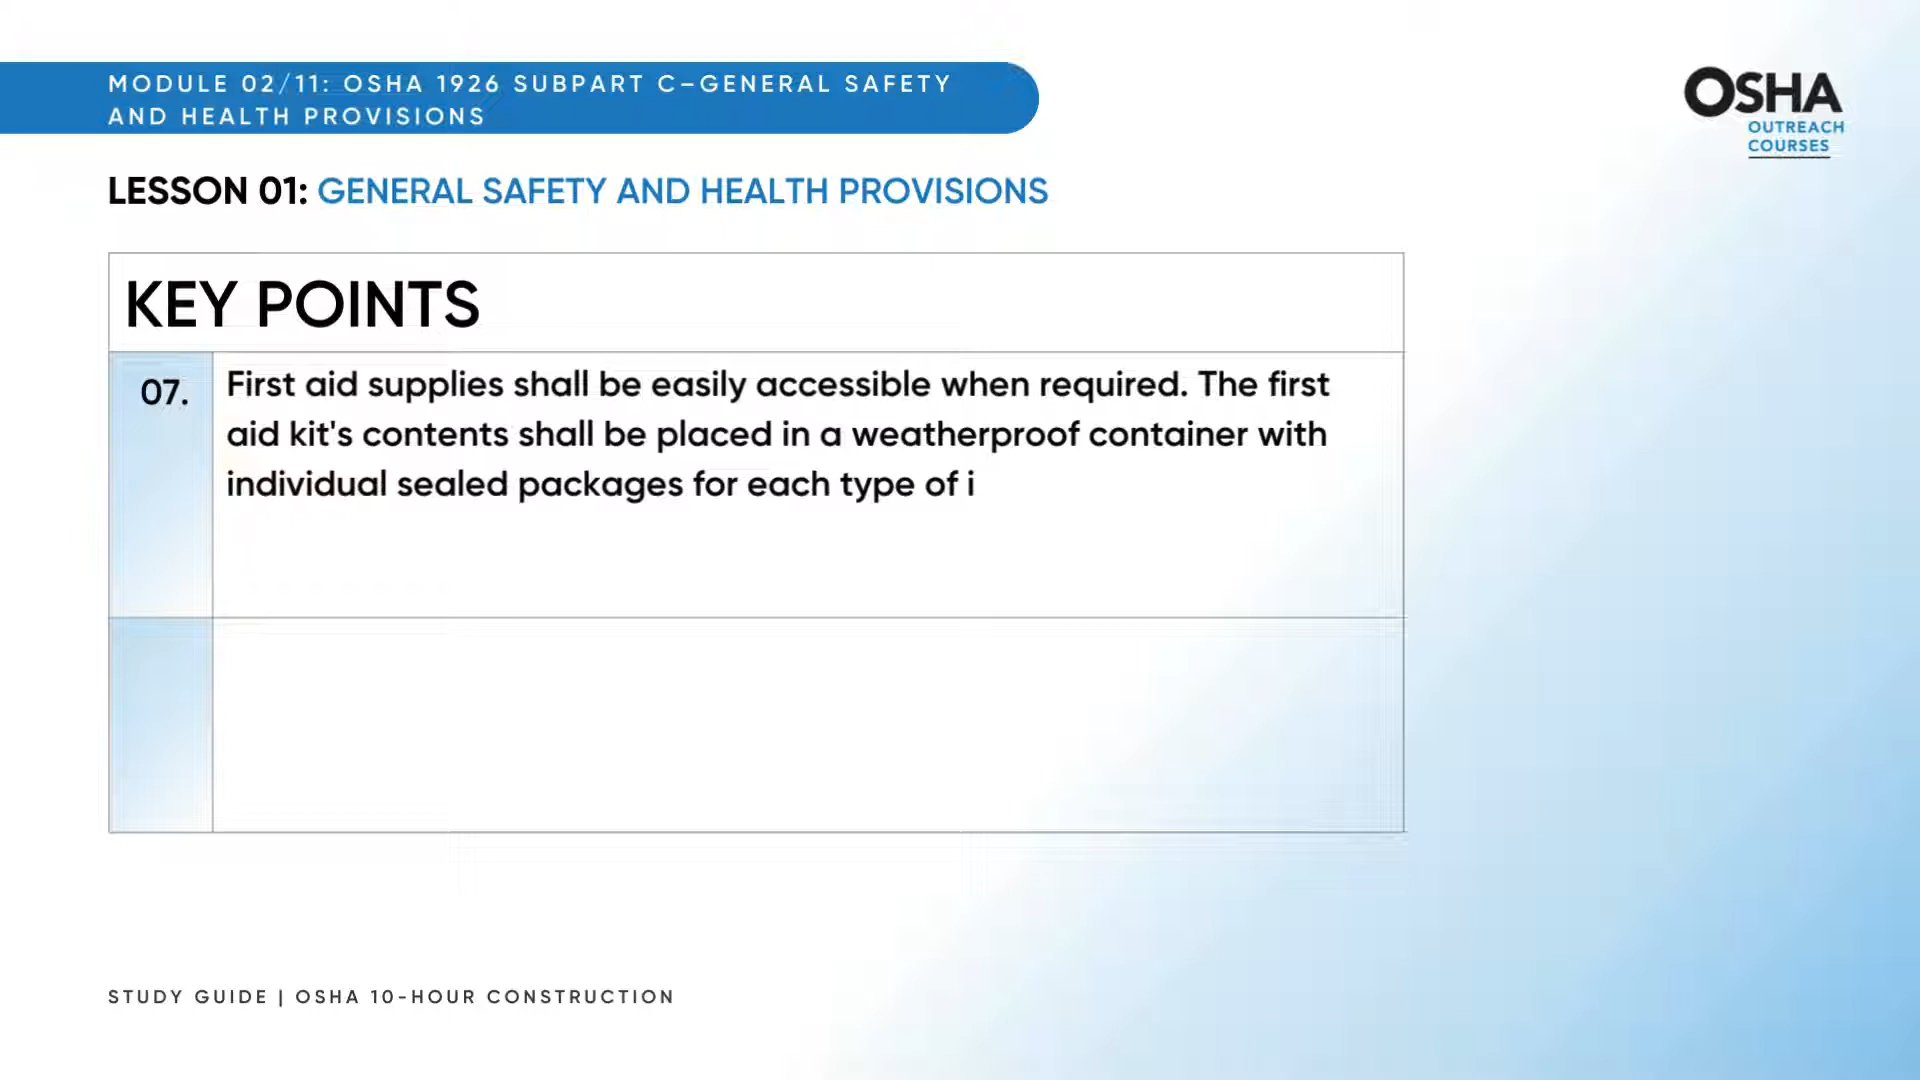 MODULE 02/11: OSHA 1926 SUBPART C–GENERAL SAFETY
AND HEALTH PROVISIONS
OSHA
OUTREACH
COURSES
LESSON 01: GENERAL SAFETY AND HEALTH PROVISIONS
KEY POINTS
07.
First aid supplies shall be easily accessible when required. The first
aid kit's contents shall be placed in a weatherproof container with
individual sealed packages for each type of i
STUDY GUIDE | OSHA 10-HOUR CONSTRUCTION